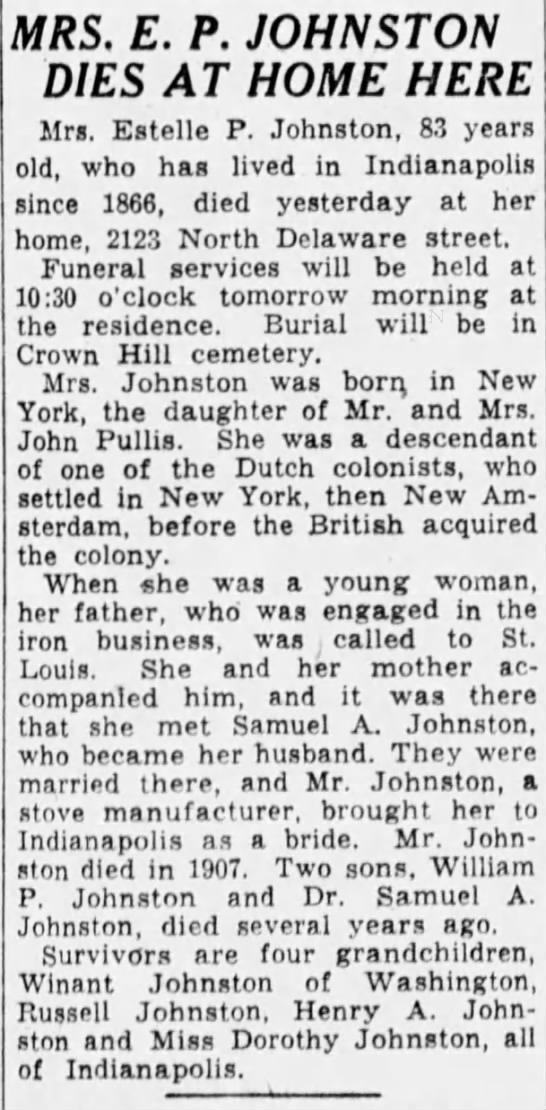 MRS. E. P. JOHNSTON
DIES AT HOME HERE
Mrs. Estelle P. Johnston, 83 years
old, who has lived in Indianapolis
since 1866, died yesterday at her
home, 2123 North Delaware street.
Funeral services will be held at
10:30 o'clock tomorrow morning at
the residence. Burial will be in
Crown Hill cemetery.
Mrs. Johnston was born in New
York, the daughter of Mr. and Mrs.
John Pullis. She was a descendant
of one of the Dutch colonists, who
settled in New York, then New Am-
sterdam, before the British acquired
the colony.
When she was a young woman,
her father, who was engaged in the
iron business, was called to St.
Louis. She and her mother ac-
companied him, and it was there
that she met Samuel A. Johnston,
who became her husband. They were
married there, and Mr. Johnston, a
stove manufacturer, brought her to
Indianapolis as a bride. Mr. John-
ston died in 1907. Two sons, William
P. Johnston and Dr. Samuel A.
Johnston, died several years ago.
Survivors are four grandchildren,
Winant Johnston of Washington,
Russell Johnston, Henry A. John-
ston and Miss Dorothy Johnston, all
of Indianapolis.